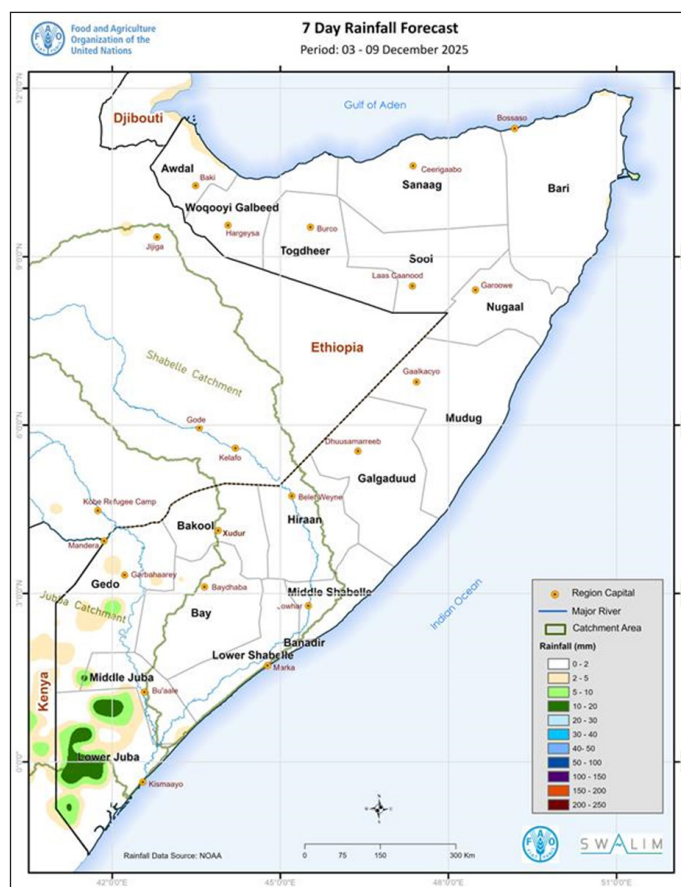 Food and Agriculture
Organization of the
United Nations
7 Day Rainfall Forecast
Period: 03 - 09 December 2025
12°0'0"N
Gulf of Aden
Djibouti
Bossaso
Awdal
Ceerigaabo
Sanaag
Baki
Bari
Woqooyi Galbeed
Hargeysa
Burco
Jijiga
Togdheer
Sool
9°0'0"N
Laas Caanood
Garoowe
Nugaal
Ethiopia
Shabelle Catchment
Gaalkacyo
Mudug
6°0'0"N
Gode
Kelafo
Dhuusamarreeb
Galgaduud
Kobe Refugee Camp
Belet Weyne
Bakool
Hiraan
Xudur
Mandera
Gedo
Garbahaarey
Baydhaba
3°0'0"N
Jubba Catchmant
Bay
Middle Shabelle
Jowhar
Indian Ocean
Banadir
Lower Shabelle
Marka
Kenya
Middle Juba
Bu'aale
0°0'0"
Lower Juba
Kismaayo
Region Capital
Major River
Catchment Area
Rainfall (mm)
0 - 2
2 - 5
5 - 10
10 - 20
20 - 30
30 - 40
40- 50
50 - 100
100 - 150
150 - 200
200 - 250
FAO
SWALIM
Rainfall Data Source: NOAA
0 75 150 300 Km
42°0'0"E 45°0'0"E 48°0'0"E 51°0'0"E